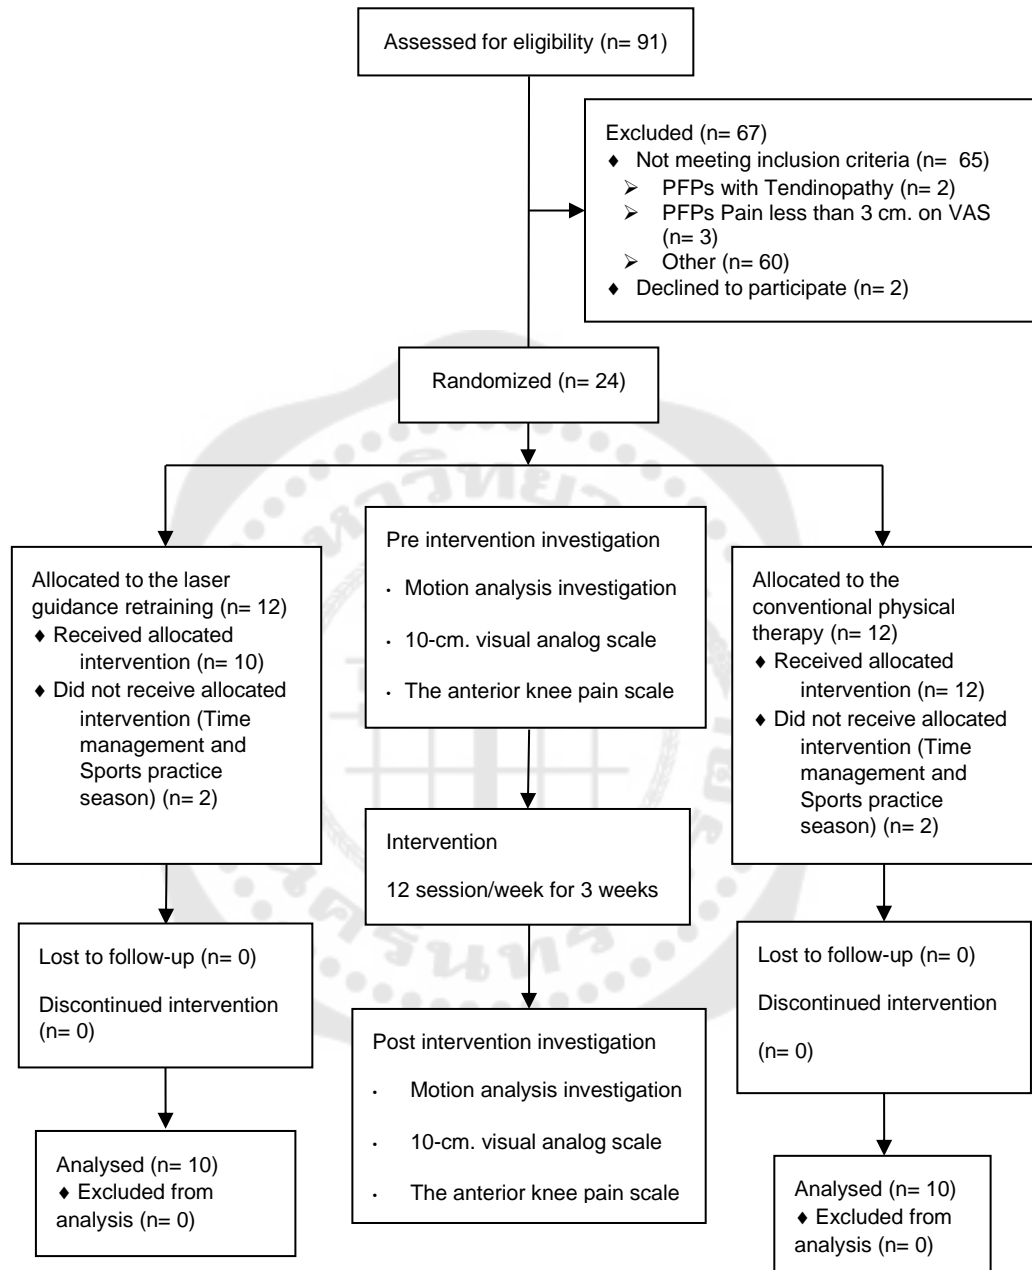 Assessed for eligibility (n= 91)
Excluded (n= 67)
♦ Not meeting inclusion criteria (n= 65)
➢ PFPs with Tendinopathy (n= 2)
➢ PFPs Pain less than 3 cm. on VAS
(n= 3)
➢ Other (n= 60)
♦ Declined to participate (n= 2)
Randomized (n= 24)
Allocated to the laser
guidance retraining (n= 12)
♦ Received allocated
intervention (n= 10)
♦ Did not receive allocated
intervention (Time
management and
Sports practice
season) (n= 2)
Pre intervention investigation
· Motion analysis investigation
· 10-cm. visual analog scale
· The anterior knee pain scale
Allocated to the
conventional physical
therapy (n= 12)
♦ Received allocated
intervention (n= 12)
♦ Did not receive allocated
intervention (Time
management and
Sports practice
season) (n= 2)
Intervention
12 session/week for 3 weeks
Lost to follow-up (n= 0)
Discontinued intervention
(n= 0)
Lost to follow-up (n= 0)
Discontinued intervention
(n= 0)
Post intervention investigation
· Motion analysis investigation
· 10-cm. visual analog scale
· The anterior knee pain scale
Analysed (n= 10)
♦ Excluded from
analysis (n= 0)
Analysed (n= 10)
♦ Excluded from
analysis (n= 0)